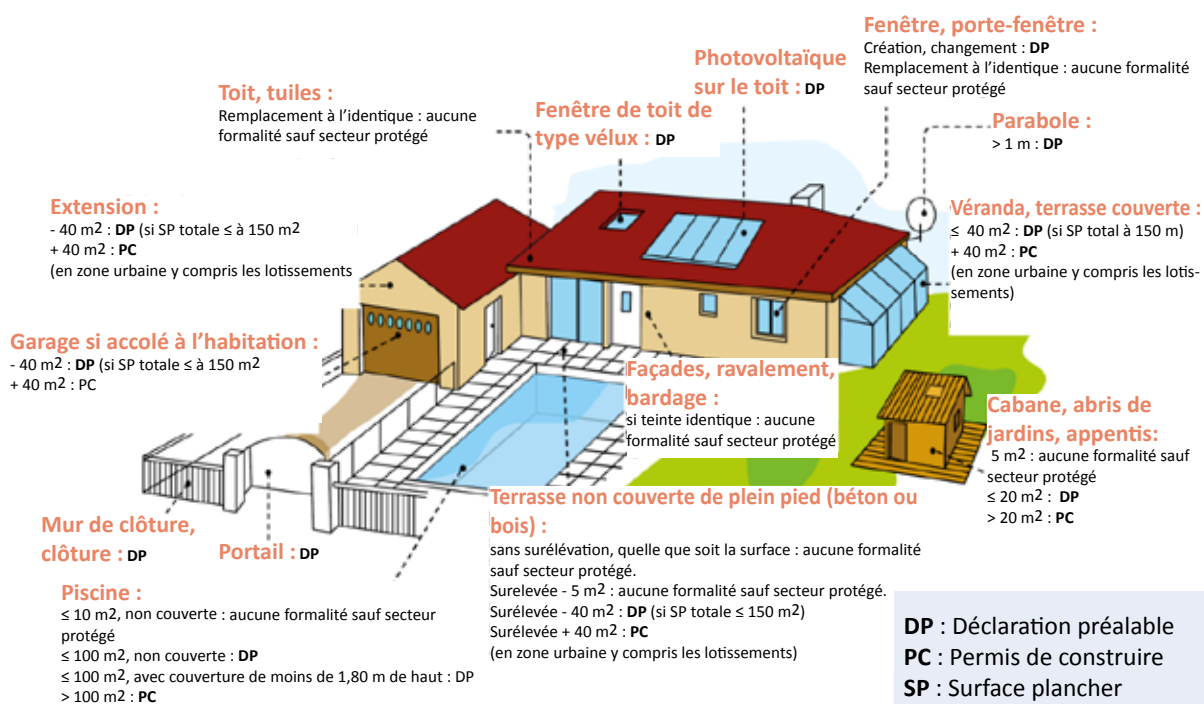 Fenêtre, porte-fenêtre :
Création, changement : DP
Remplacement à l'identique : aucune formalité
sauf secteur protégé
Photovoltaïque
sur le toit : DP
Toit, tuiles :
Remplacement à l'identique : aucune
formalité sauf secteur protégé
Fenêtre de toit de
type vélux : DP
Parabole :
> 1 m : DP
Extension :
- 40 m2 : DP (si SP totale ≤ à 150 m2
+ 40 m2 : PC
(en zone urbaine y compris les lotissements
Véranda, terrasse couverte :
≤ 40 m2 : DP (si SP total à 150 m)
+ 40 m2 : PC
(en zone urbaine y compris les lotis-
sements)
Garage si accolé à l'habitation :
- 40 m2 : DP (si SP totale ≤ à 150 m2
+ 40 m2 : PC
Façades, ravalement,
bardage :
si teinte identique : aucune
formalité sauf secteur protégé
Cabane, abris de
jardins, appentis:
5 m2 : aucune formalité sauf
secteur protégé
≤ 20 m2 : DP
> 20 m2 : PC
Mur de clôture,
clôture : DP
Portail : DP
Terrasse non couverte de plein pied (béton ou
bois) :
sans surélévation, quelle que soit la surface : aucune formalité
sauf secteur protégé.
Surelevée - 5 m2 : aucune formalité sauf secteur protégé.
Surélevée - 40 m2 : DP (si SP totale ≤ 150 m2)
Surélevée + 40 m2 : PC
(en zone urbaine y compris les lotissements)
Piscine :
≤ 10 m2, non couverte : aucune formalité sauf secteur
protégé
≤ 100 m2, non couverte : DP
≤ 100 m2, avec couverture de moins de 1,80 m de haut : DP
> 100 m2 : PC
DP : Déclaration préalable
PC : Permis de construire
SP : Surface plancher